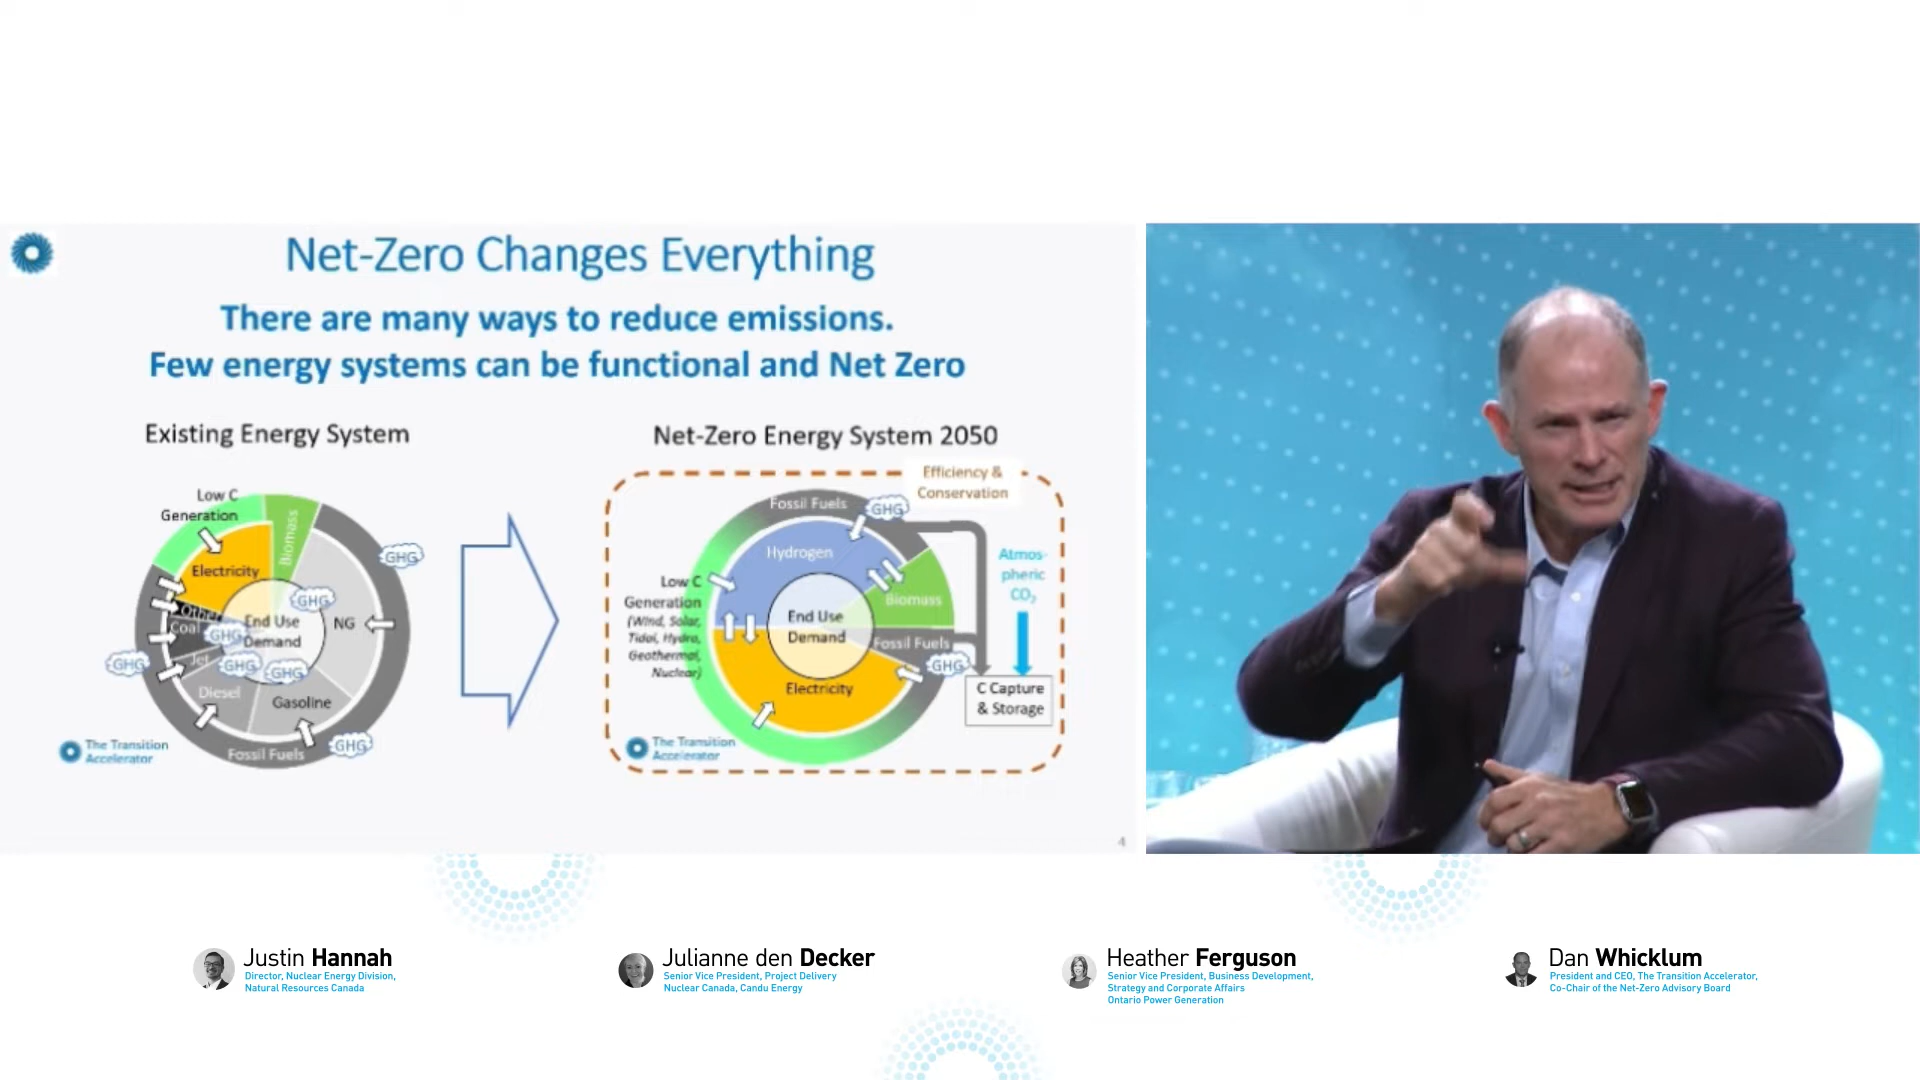 Net-Zero Changes Everything
There are many ways to reduce emissions.
Few energy systems can be functional and Net Zero
Existing Energy System
Low C
Generation
Biomass
Electricity
Other
Coal
Jet
Diesel
Gasoline
NG
End Use
Demand
Fossil Fuels
GHG
GHG
GHG
GHG
GHG
GHG
GHG
The Transition
Accelerator
Net-Zero Energy System 2050
Efficiency &
Conservation
Fossil Fuels
GHG
Hydrogen
Low C
Generation
(Wind, Solar,
Tidal, Hydro,
Geothermal,
Nuclear)
End Use
Demand
Biomass
Fossil Fuels
GHG
Electricity
Atmos-
pheric
CO₂
C Capture
& Storage
The Transition
Accelerator
4
Justin Hannah
Director, Nuclear Energy Division,
Natural Resources Canada
Julianne den Decker
Senior Vice President, Project Delivery
Nuclear Canada, Candu Energy
Heather Ferguson
Senior Vice President, Business Development,
Strategy and Corporate Affairs
Ontario Power Generation
Dan Whicklum
President and CEO, The Transition Accelerator,
Co-Chair of the Net-Zero Advisory Board